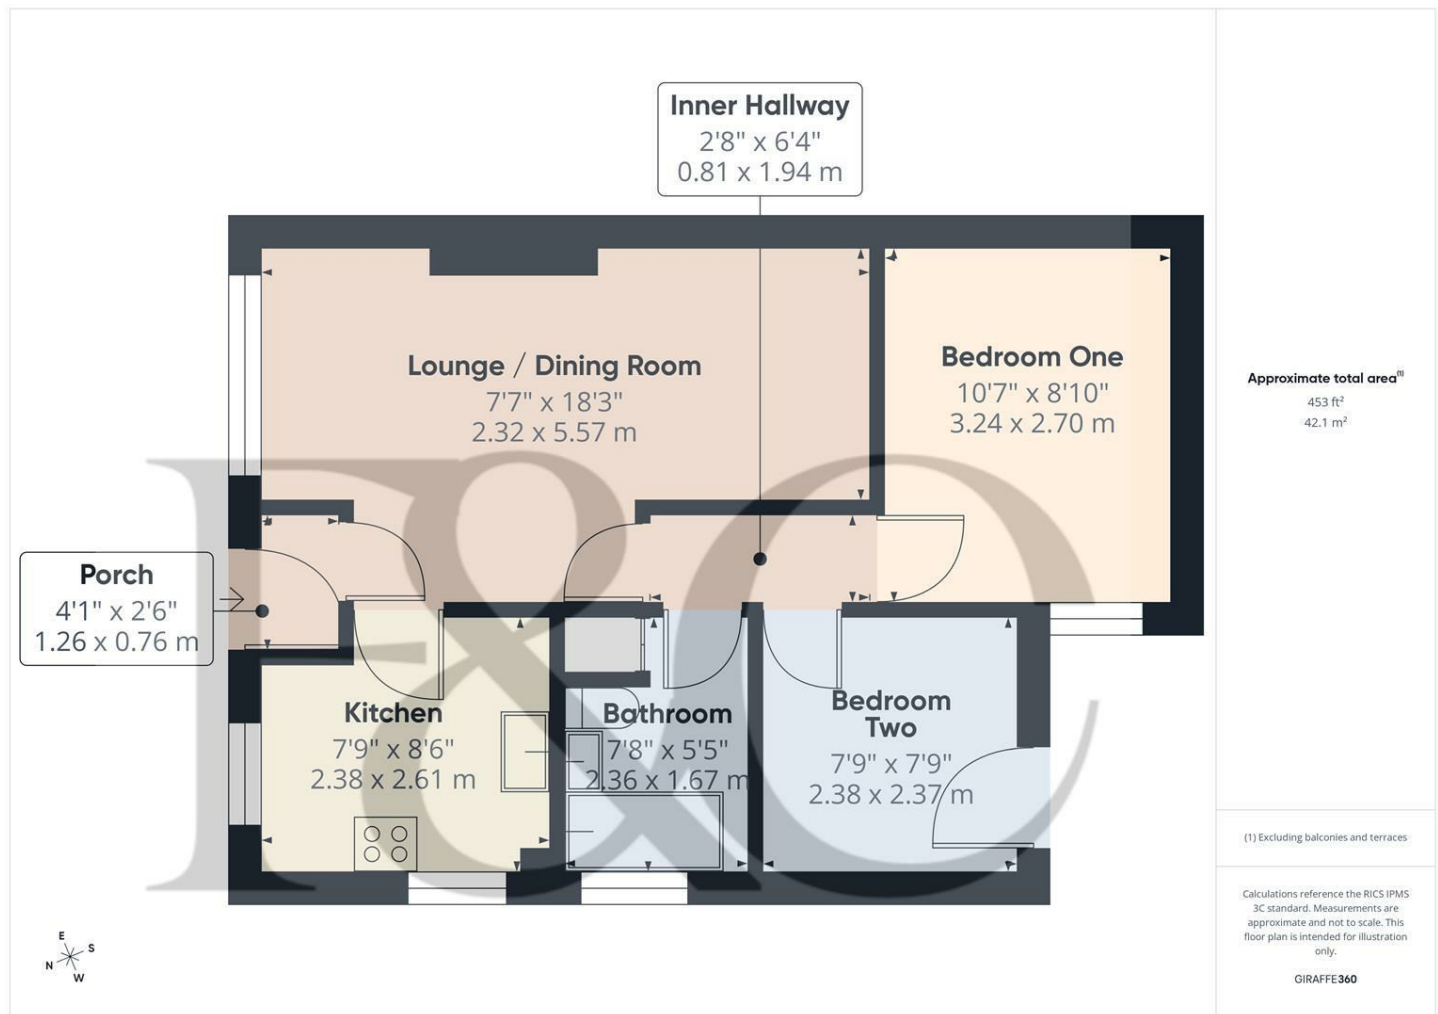 Inner Hallway
2'8" x 6'4"
0.81 x 1.94 m
Lounge / Dining Room
7'7" x 18'3"
2.32 x 5.57 m
Bedroom One
10'7" x 8'10"
3.24 x 2.70 m
Porch
4'1" x 2'6"
1.26 x 0.76 m
Kitchen
7'9" x 8'6"
2.38 x 2.61 m
Bathroom
7'8" x 5'5"
2.36 x 1.67 m
Bedroom
Two
7'9" x 7'9"
2.38 x 2.37 m
F&C
E
S
N
W
Approximate total area(1)
453 ft²
42.1 m²
(1) Excluding balconies and terraces
Calculations reference the RICS IPMS
3C standard. Measurements are
approximate and not to scale. This
floor plan is intended for illustration
only.
GIRAFFE360